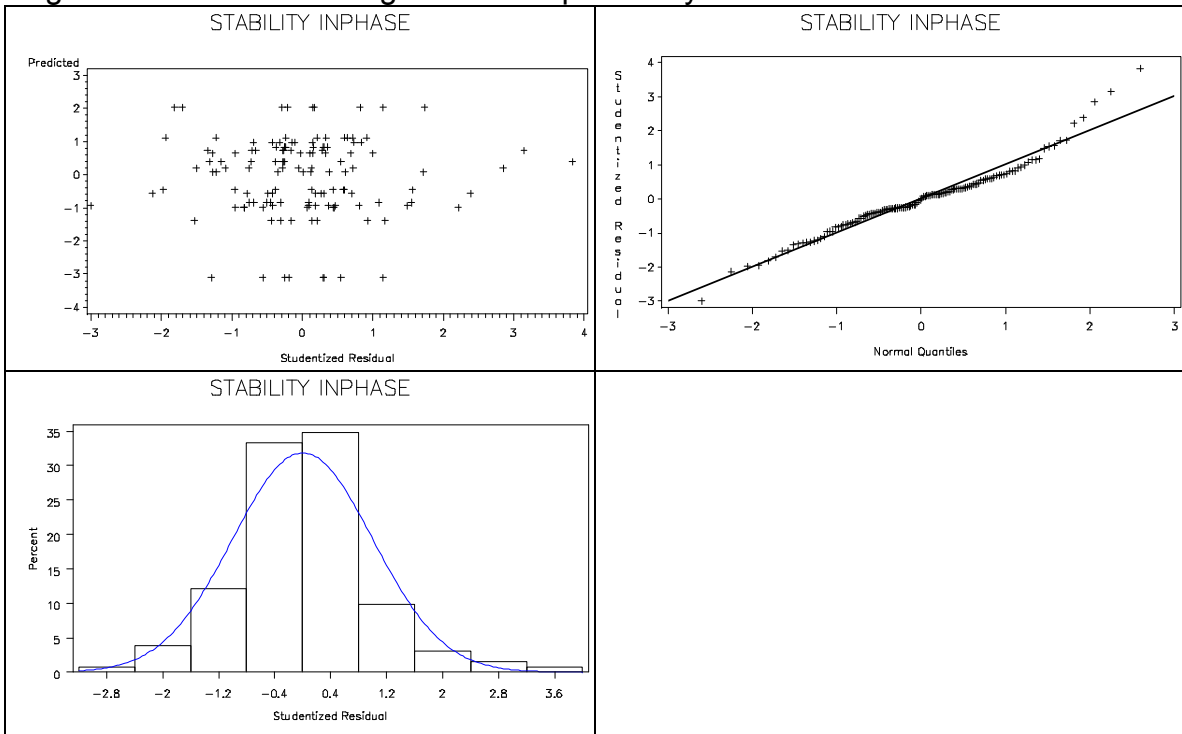 STABILITY INPHASE
Predicted
3
2
1
0
−1
−2
−3
−4
−3 −2 −1 0 1 2 3 4
Studentized Residual
STABILITY INPHASE
Studentized Residual
4
3
2
1
0
−1
−2
−3
−3 −2 −1 0 1 2 3
Normal Quantiles
STABILITY INPHASE
Percent
35
30
25
20
15
10
5
0
−2.8 −2 −1.2 −0.4 0.4 1.2 2 2.8 3.6
Studentized Residual